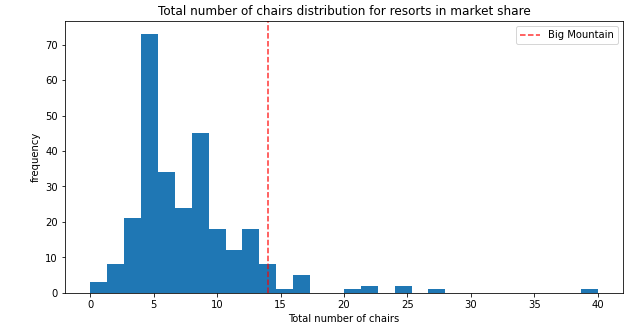 Total number of chairs distribution for resorts in market share
Big Mountain
70
60
50
40
30
20
10
0
frequency
0 5 10 15 20 25 30 35 40
Total number of chairs